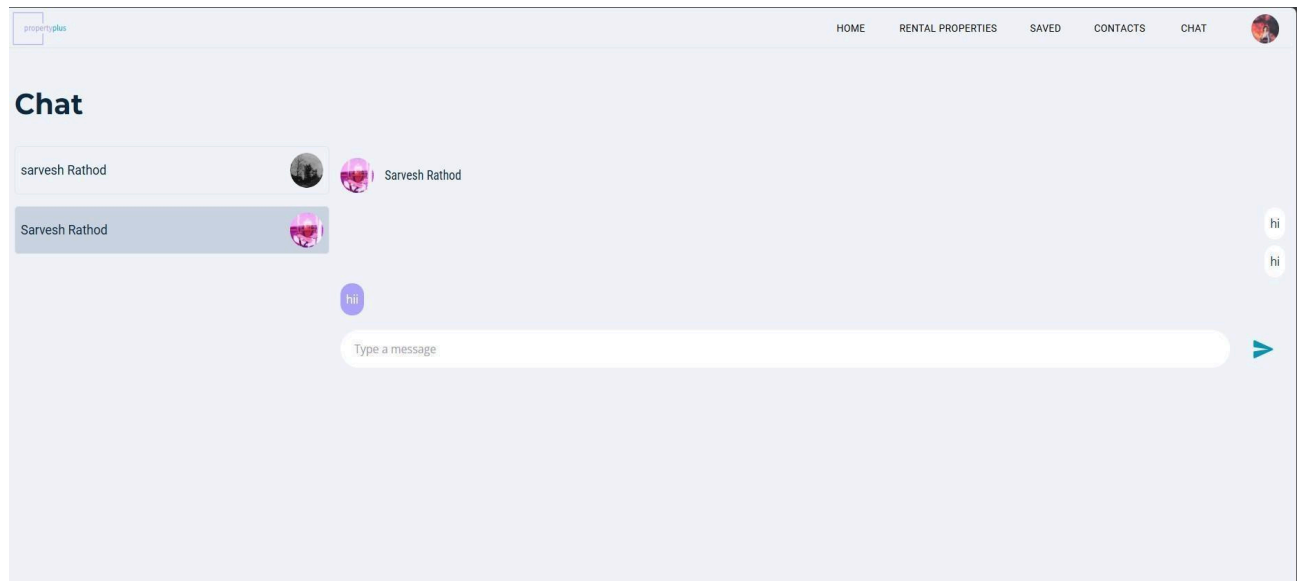 propertyplus
HOME RENTAL PROPERTIES SAVED CONTACTS CHAT
Chat
sarvesh Rathod
Sarvesh Rathod
Sarvesh Rathod
hi
hi
hii
Type a message